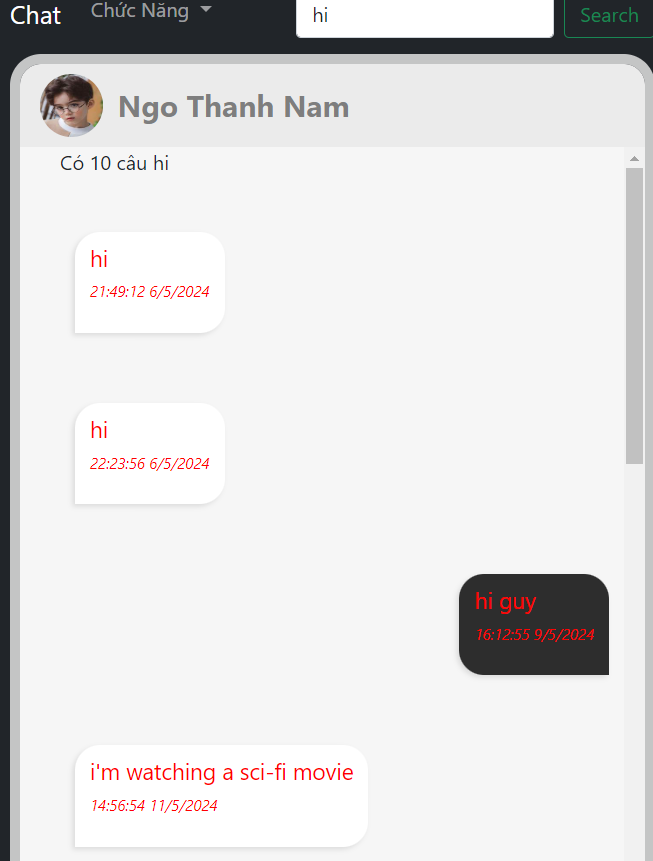 Chat Chức Năng hi Search
Ngo Thanh Nam
Có 10 câu hi
hi
21:49:12 6/5/2024
hi
22:23:56 6/5/2024
hi guy
16:12:55 9/5/2024
i'm watching a sci-fi movie
14:56:54 11/5/2024